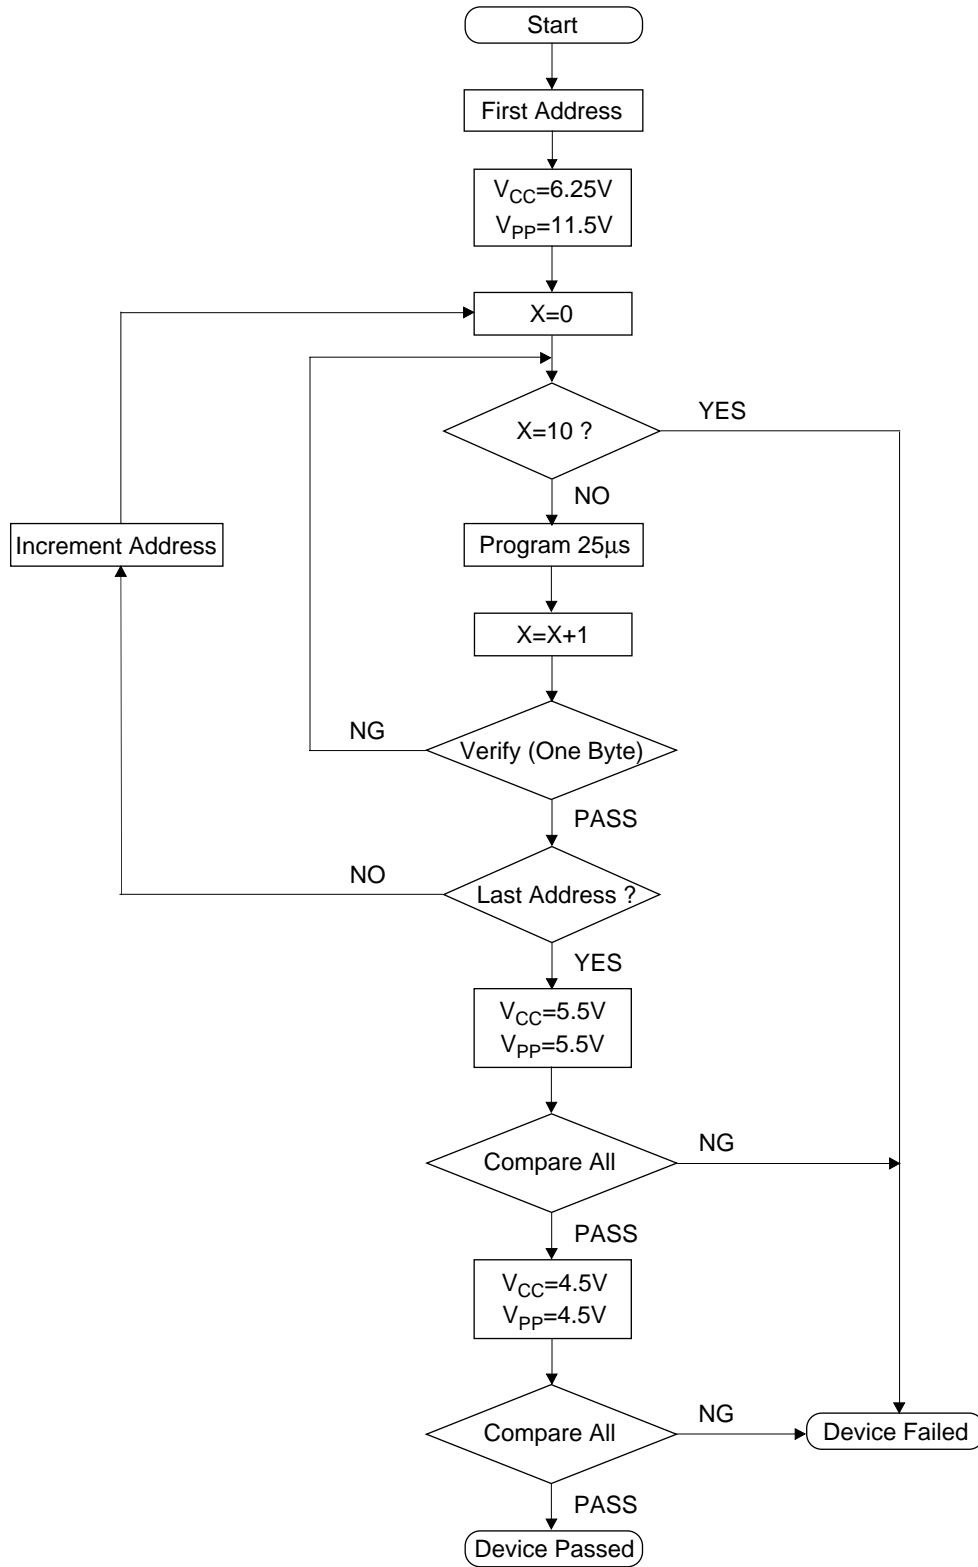 Start
First Address
VCC=6.25V
VPP=11.5V
X=0
X=10 ?
YES
NO
Increment Address
Program 25μs
X=X+1
NG
Verify (One Byte)
PASS
NO
Last Address ?
YES
VCC=5.5V
VPP=5.5V
Compare All
NG
PASS
VCC=4.5V
VPP=4.5V
Compare All
NG
Device Failed
PASS
Device Passed